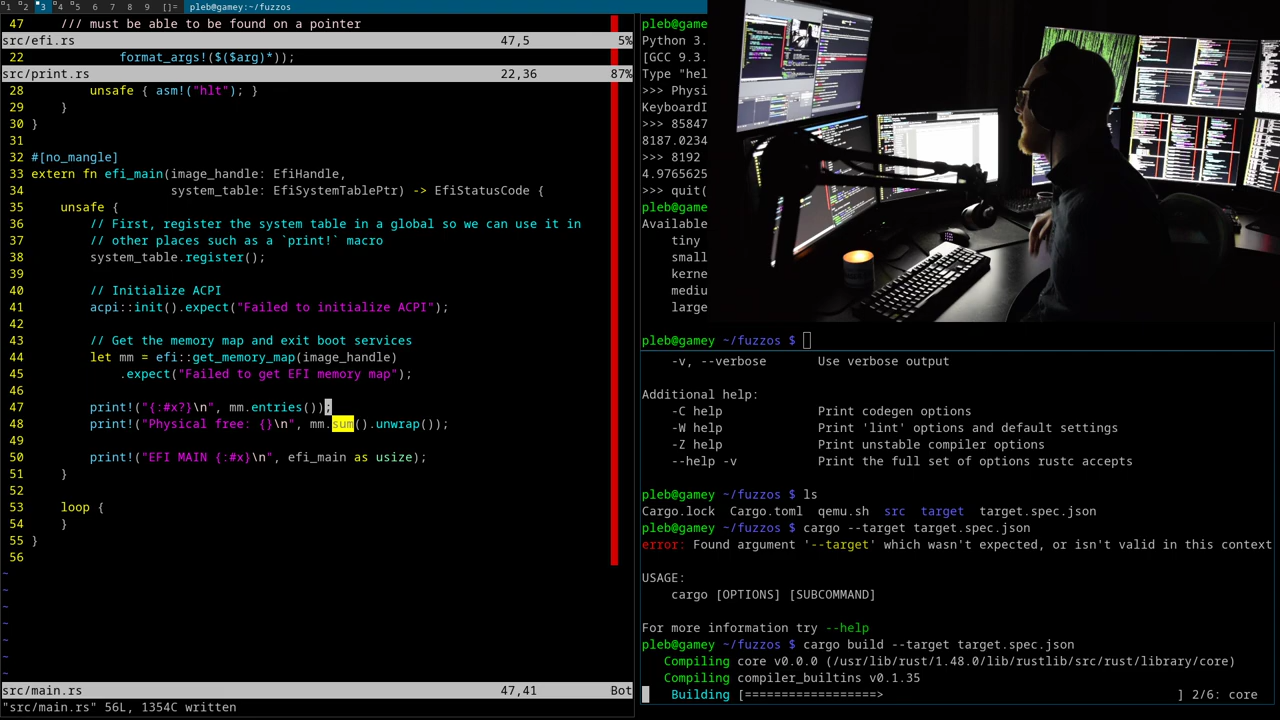 1 2 3 4 5 6 7 8 9 []= pleb@gamey:~/fuzzos
47 /// must be able to be found on a pointer
src/efi.rs 47,5 5%
22 format_args!($($arg)*));
src/print.rs 22,36 87%
28 unsafe { asm!("hlt"); }
29 }
30 }
31
32 #[no_mangle]
33 extern fn efi_main(image_handle: EfiHandle,
34 system_table: EfiSystemTablePtr) -> EfiStatusCode {
35 unsafe {
36 // First, register the system table in a global so we can use it in
37 // other places such as a `print!` macro
38 system_table.register();
39
40 // Initialize ACPI
41 acpi::init().expect("Failed to initialize ACPI");
42
43 // Get the memory map and exit boot services
44 let mm = efi::get_memory_map(image_handle)
45 .expect("Failed to get EFI memory map");
46
47 print!("{:#x?}\n", mm.entries());
48 print!("Physical free: {}\n", mm.sum().unwrap());
49
50 print!("EFI MAIN {:#x}\n", efi_main as usize);
51 }
52
53 loop {
54 }
55 }
56
~
~
~
~
~
~
~
src/main.rs 47,41 Bot
"src/main.rs" 56L, 1354C written
pleb@game
Python 3.
[GCC 9.3.
Type "hel
>>> Physi
KeyboardI
>>> 85847
8187.0234
>>> 8192
4.9765625
>>> quit(
pleb@game
Available
tiny
small
kerne
mediu
large
pleb@gamey ~/fuzzos $
-v, --verbose Use verbose output
Additional help:
-C help Print codegen options
-W help Print 'lint' options and default settings
-Z help Print unstable compiler options
--help -v Print the full set of options rustc accepts
pleb@gamey ~/fuzzos $ ls
Cargo.lock Cargo.toml qemu.sh src target target.spec.json
pleb@gamey ~/fuzzos $ cargo --target target.spec.json
error: Found argument '--target' which wasn't expected, or isn't valid in this context
USAGE:
cargo [OPTIONS] [SUBCOMMAND]
For more information try --help
pleb@gamey ~/fuzzos $ cargo build --target target.spec.json
Compiling core v0.0.0 (/usr/lib/rust/1.48.0/lib/rustlib/src/rust/library/core)
Compiling compiler_builtins v0.1.35
Building [==================> ] 2/6: core